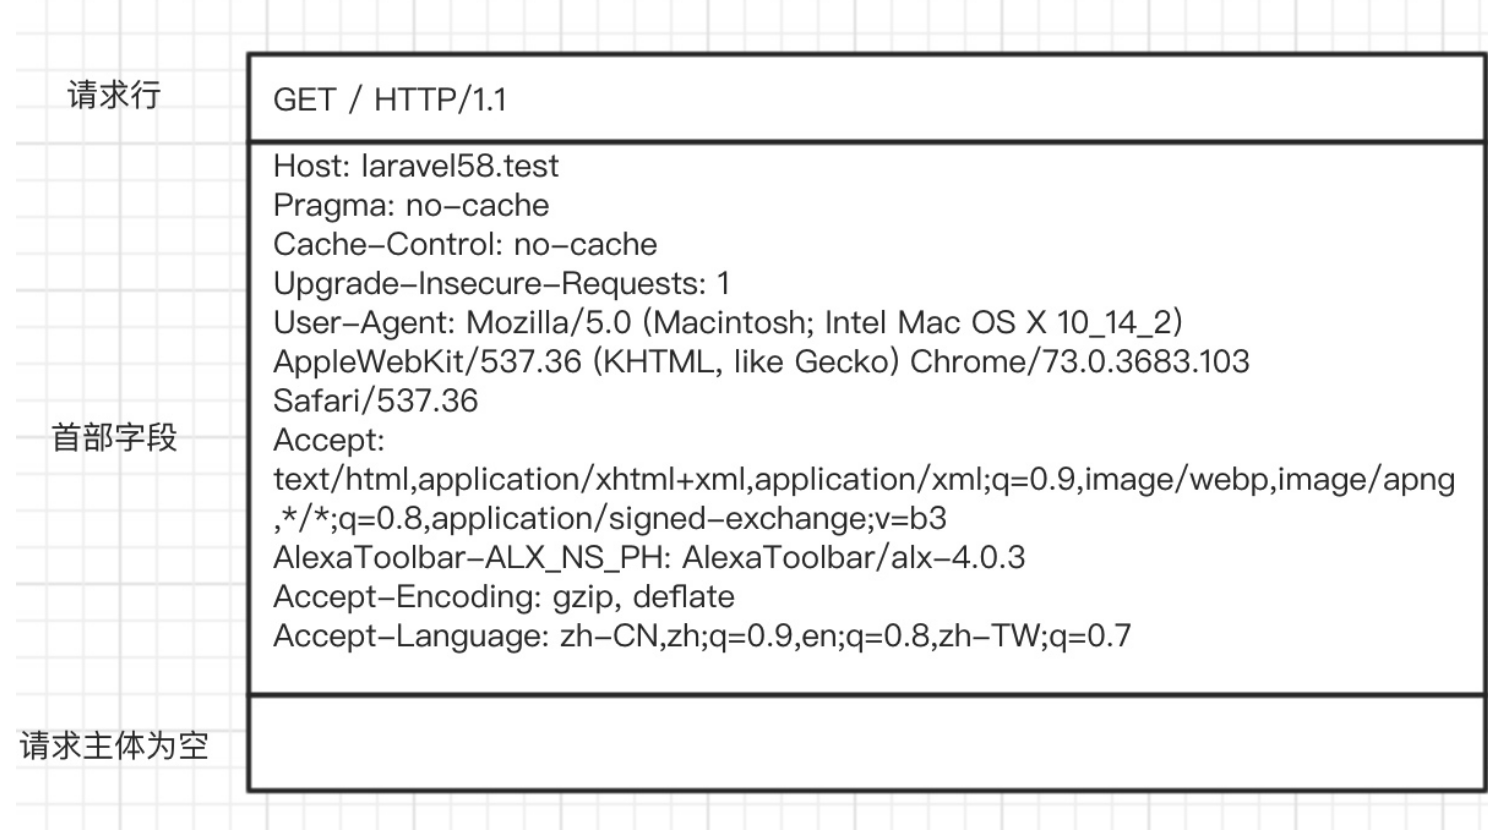 请求行
GET / HTTP/1.1
首部字段
Host: laravel58.test
Pragma: no-cache
Cache-Control: no-cache
Upgrade-Insecure-Requests: 1
User-Agent: Mozilla/5.0 (Macintosh; Intel Mac OS X 10_14_2)
AppleWebKit/537.36 (KHTML, like Gecko) Chrome/73.0.3683.103
Safari/537.36
Accept:
text/html,application/xhtml+xml,application/xml;q=0.9,image/webp,image/apng
,*/*;q=0.8,application/signed-exchange;v=b3
AlexaToolbar-ALX_NS_PH: AlexaToolbar/alx-4.0.3
Accept-Encoding: gzip, deflate
Accept-Language: zh-CN,zh;q=0.9,en;q=0.8,zh-TW;q=0.7
请求主体为空